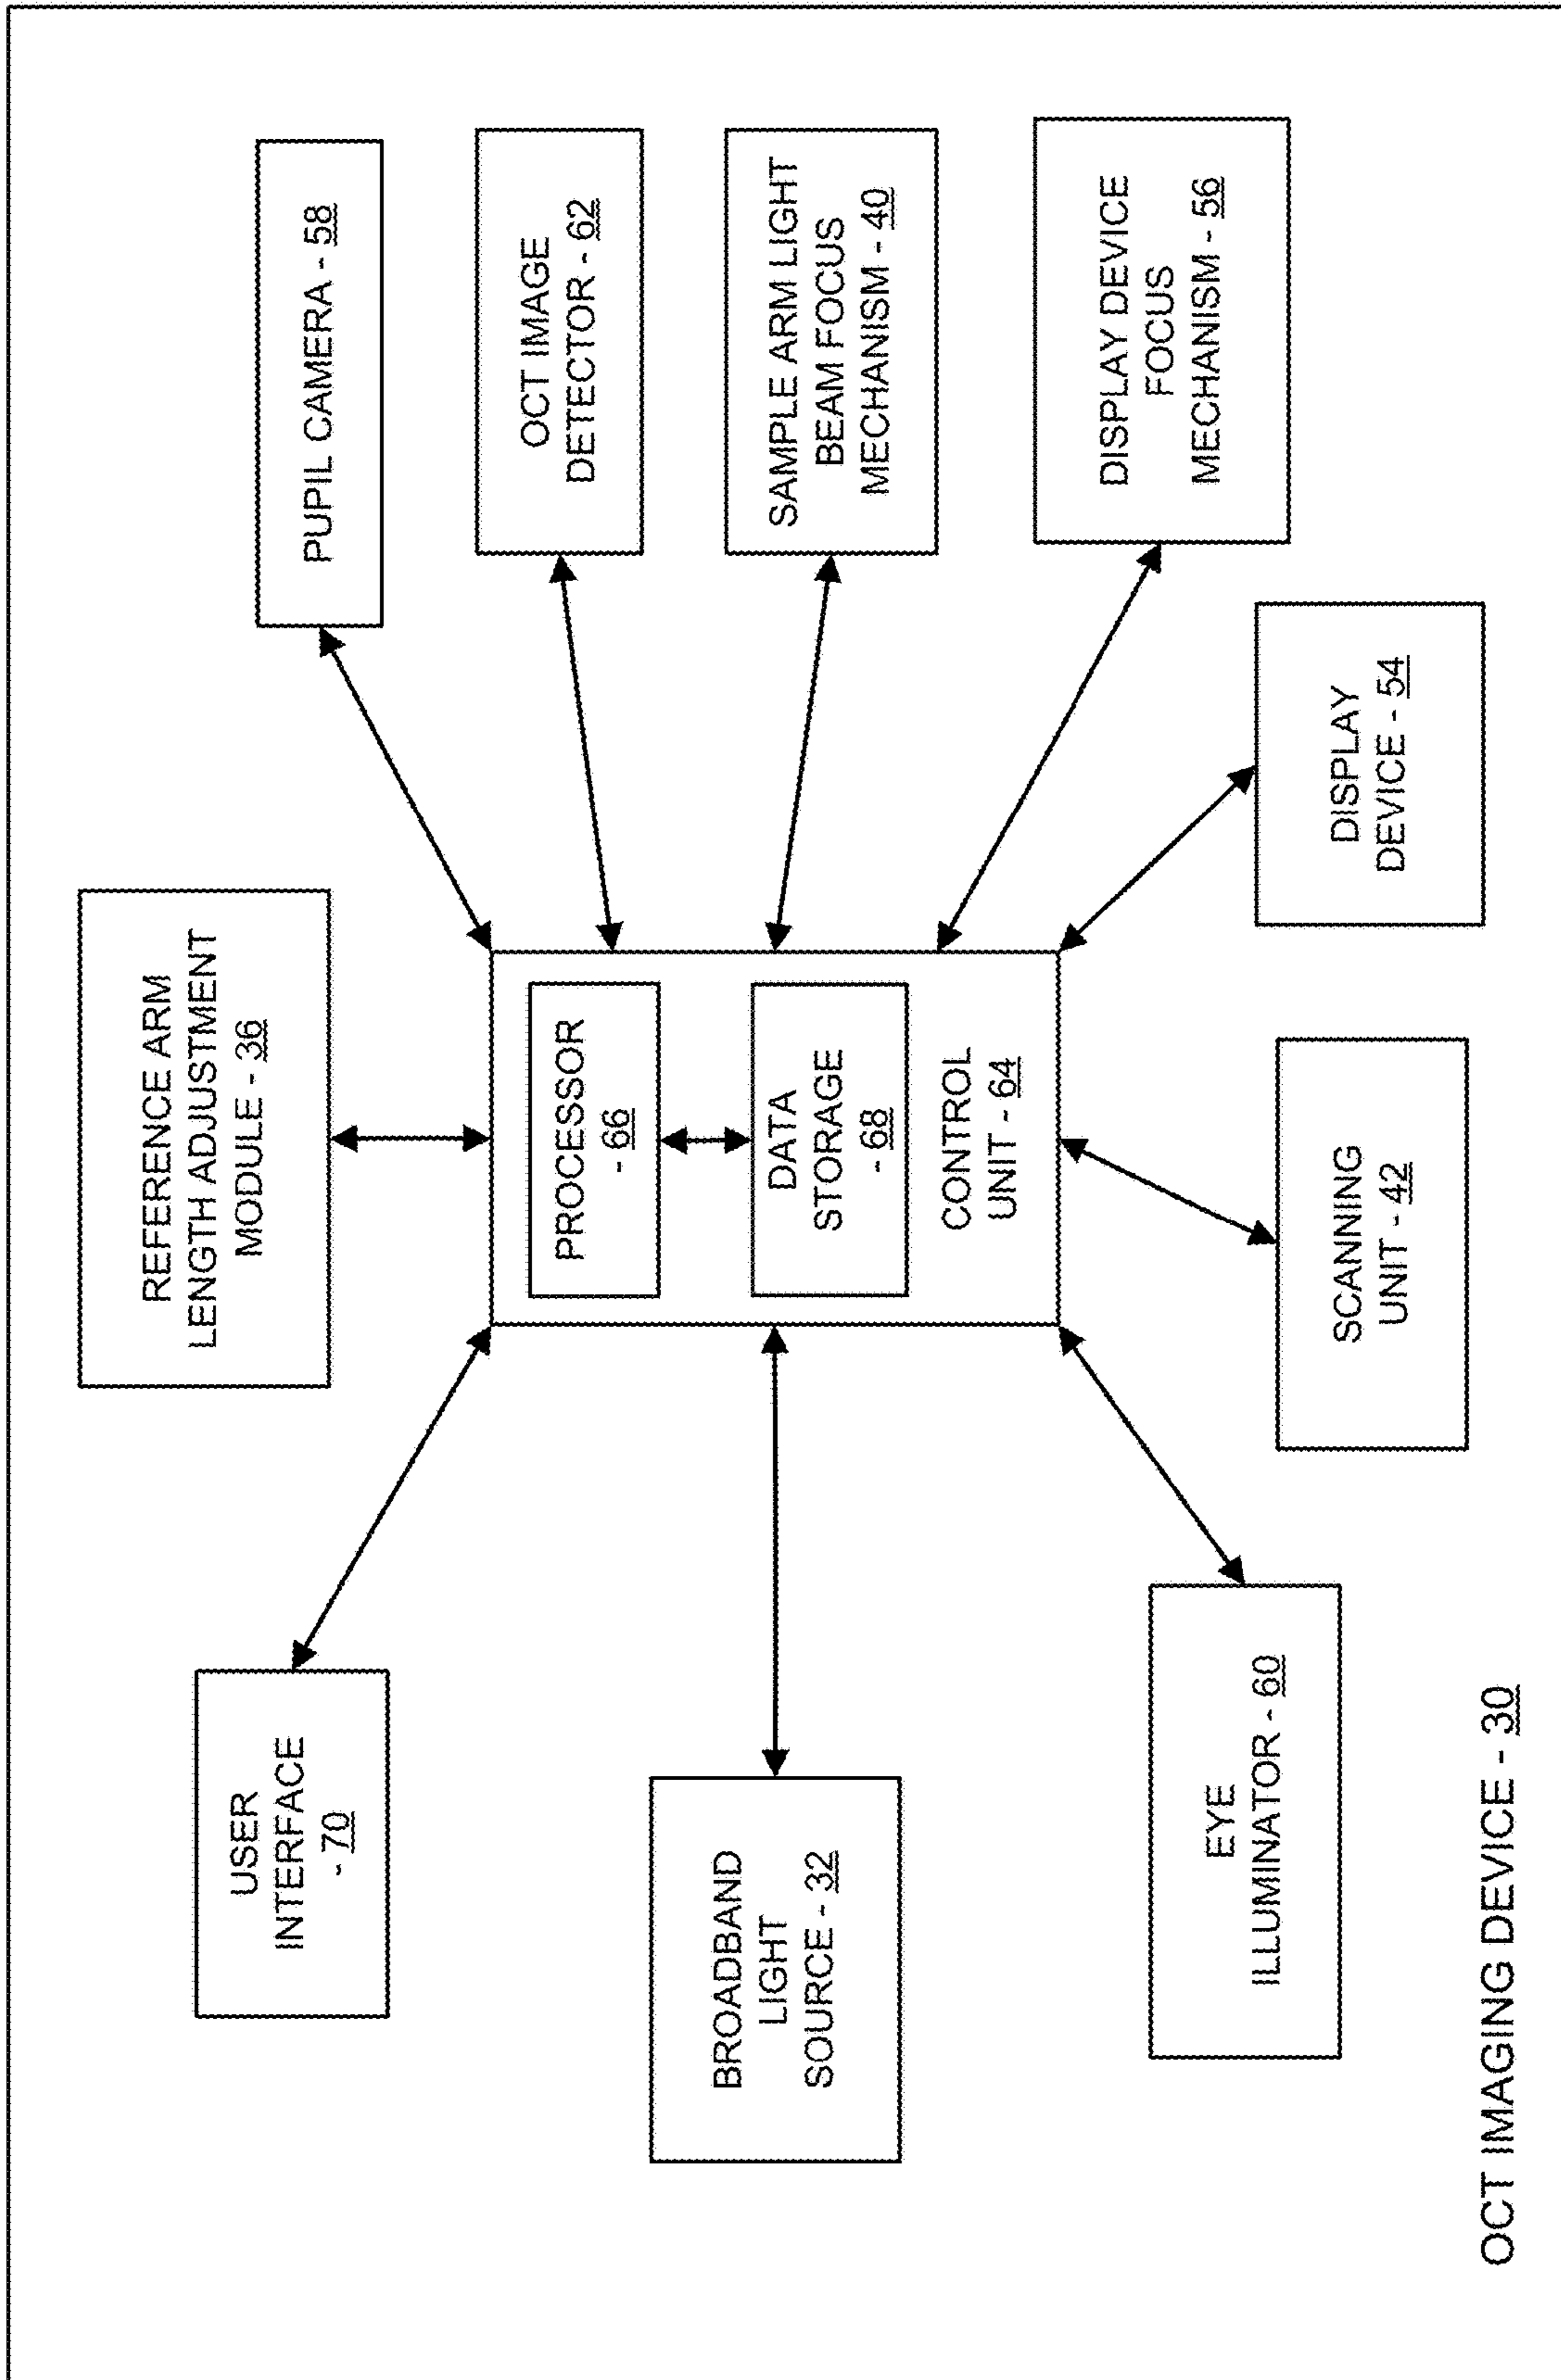 REFERENCE ARM
LENGTH ADJUSTMENT
MODULE - 36
USER
INTERFACE
- 70
PUPIL CAMERA - 58
PROCESSOR
- 66
OCT IMAGE
DETECTOR - 62
BROADBAND
LIGHT
SOURCE - 32
DATA
STORAGE
- 68
SAMPLE ARM LIGHT
BEAM FOCUS
MECHANISM - 40
CONTROL
UNIT - 64
DISPLAY DEVICE
FOCUS
MECHANISM - 56
EYE
ILLUMINATOR - 60
SCANNING
UNIT - 42
DISPLAY
DEVICE - 54
OCT IMAGING DEVICE - 30